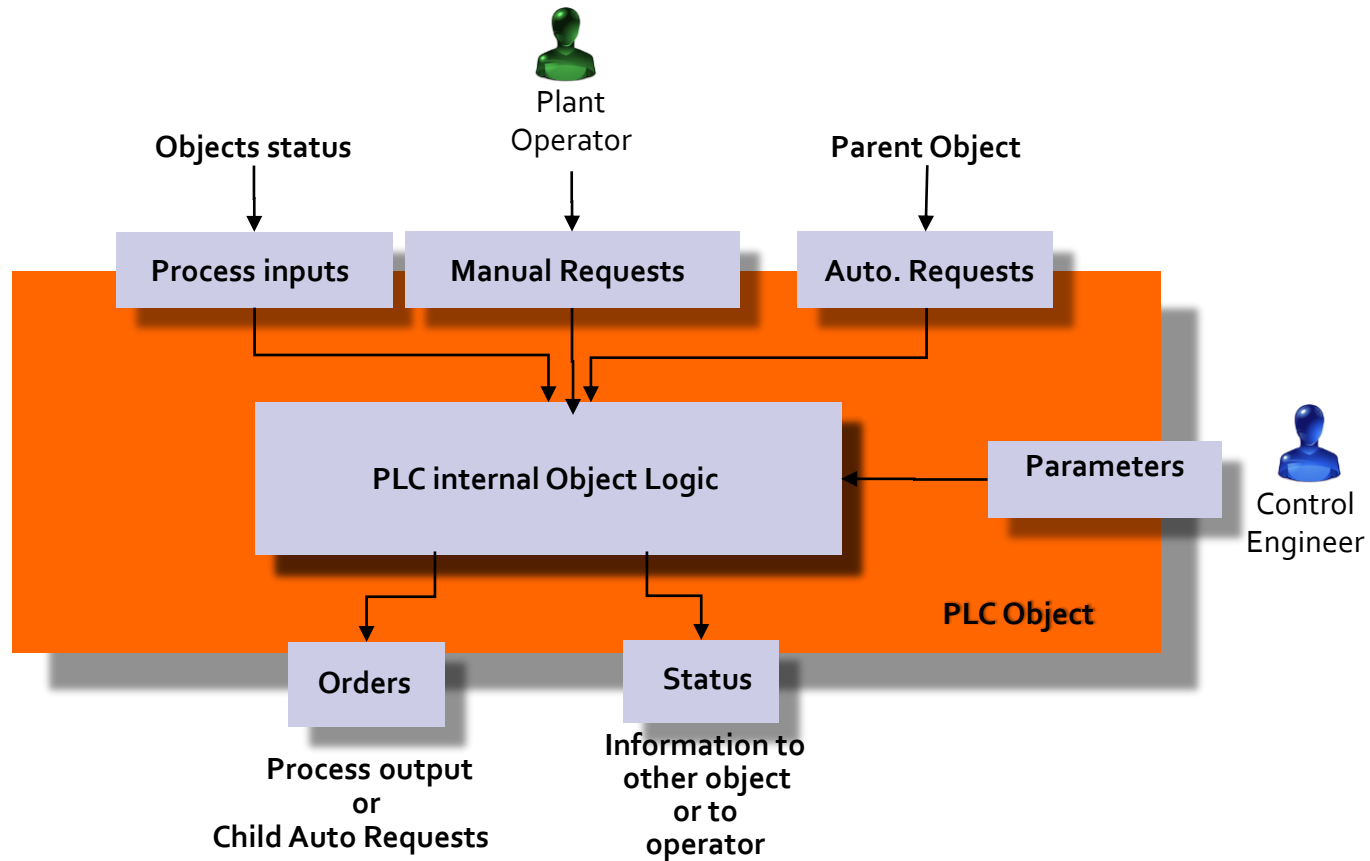 Plant
Operator
Objects status
Parent Object
Process inputs
Manual Requests
Auto. Requests
PLC internal Object Logic
Parameters
Control
Engineer
PLC Object
Orders
Status
Process output
or
Child Auto Requests
Information to
other object
or to
operator